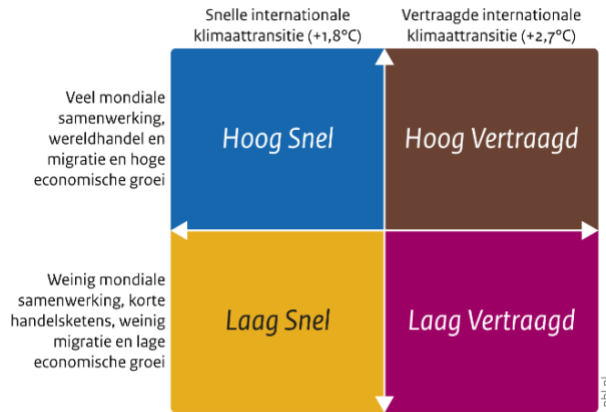 Snelle internationale
klimaattransitie (+1,8°C)
Vertraagde internationale
klimaattransitie (+2,7°C)
Veel mondiale
samenwerking,
wereldhandel en
migratie en hoge
economische groei
Hoog Snel
Hoog Vertraagd
Weinig mondiale
samenwerking, korte
handelsketens, weinig
migratie en lage
economische groei
Laag Snel
Laag Vertraagd